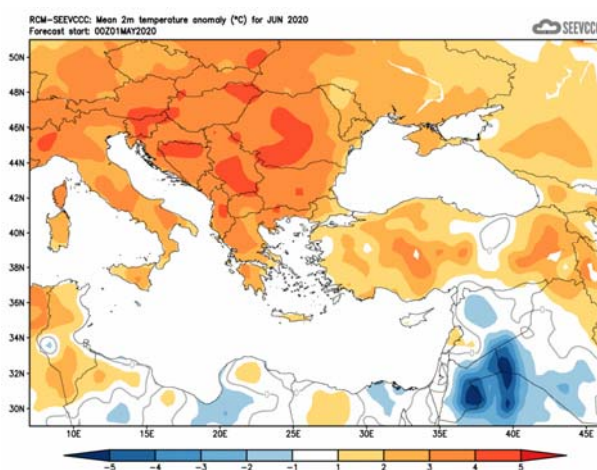 RCM-SEEVCCC: Mean 2m temperature anomaly (°C) for JUN 2020
Forecast start: 00Z01MAY2020
SEEVCCC
50N
48N
46N
44N
42N
40N
38N
36N
34N
32N
30N
10E 15E 20E 25E 30E 35E 40E 45E
-5 -4 -3 -2 -1 1 2 3 4 5